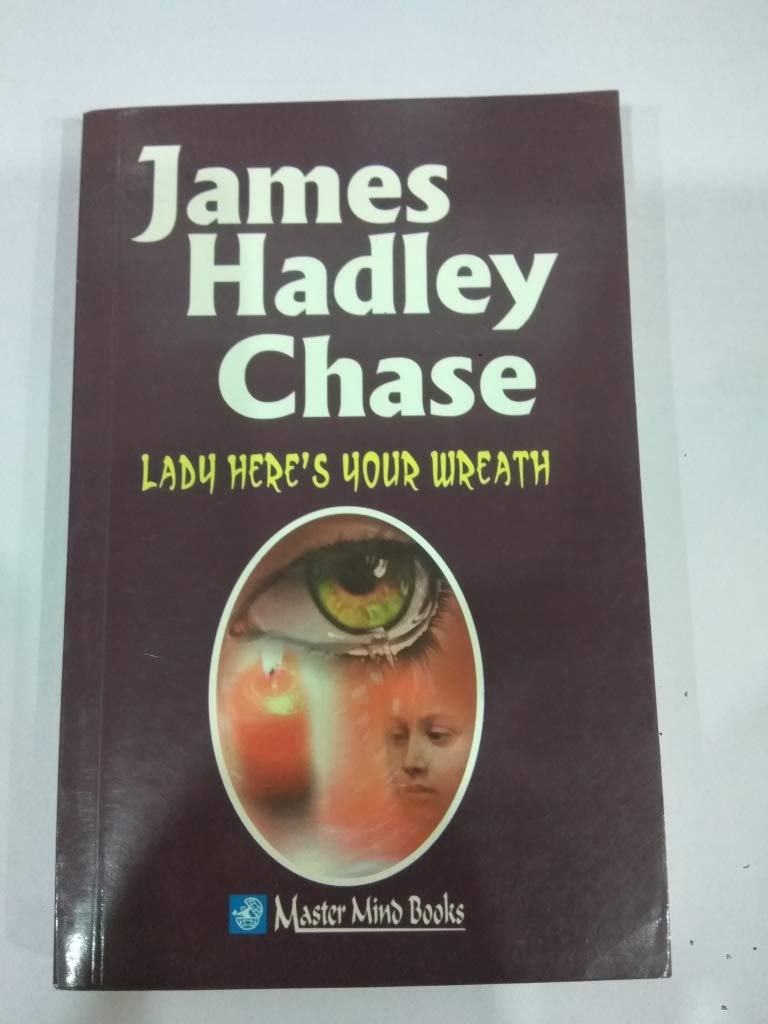 James
Hadley
Chase
LADY HERE'S YOUR WREATH
Master Mind Books